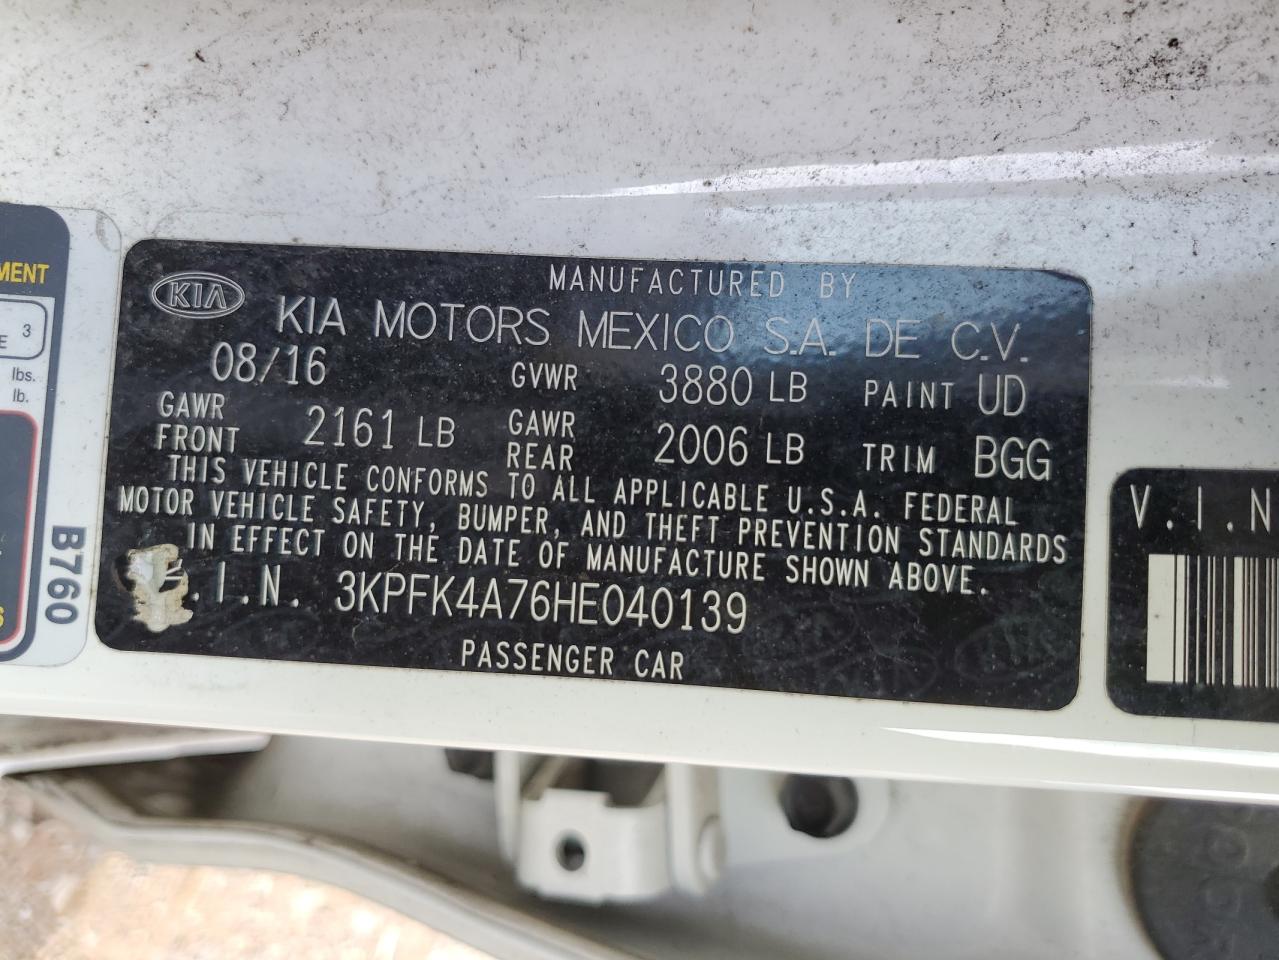 MANUFACTURED BY
KIA
KIA MOTORS MEXICO S.A. DE C.V.
08/16 GVWR 3880 LB PAINT UD
GAWR FRONT 2161 LB GAWR REAR 2006 LB TRIM BGG
THIS VEHICLE CONFORMS TO ALL APPLICABLE U.S.A. FEDERAL
MOTOR VEHICLE SAFETY, BUMPER, AND THEFT PREVENTION STANDARDS
IN EFFECT ON THE DATE OF MANUFACTURE SHOWN ABOVE.
.I.N. 3KPFK4A76HE040139
PASSENGER CAR
MENT
3
E
lbs.
lb.
S
B760
V.I.N